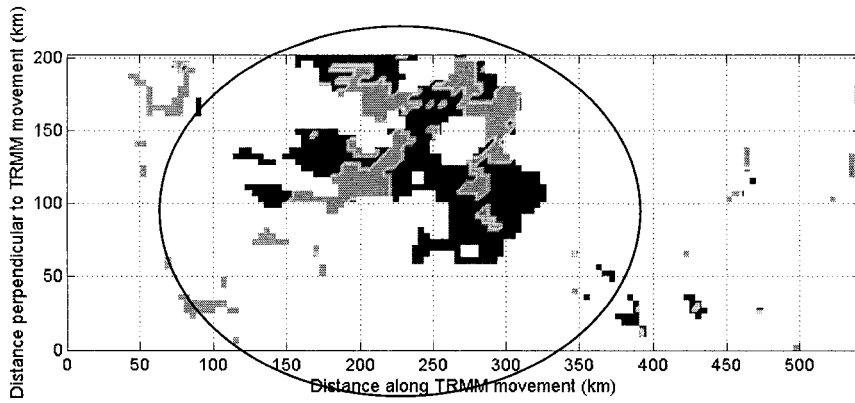 Distance perpendicular to TRMM movement (km)
200
150
100
50
0
0 50 100 150 200 250 300 350 400 450 500
Distance along TRMM movement (km)